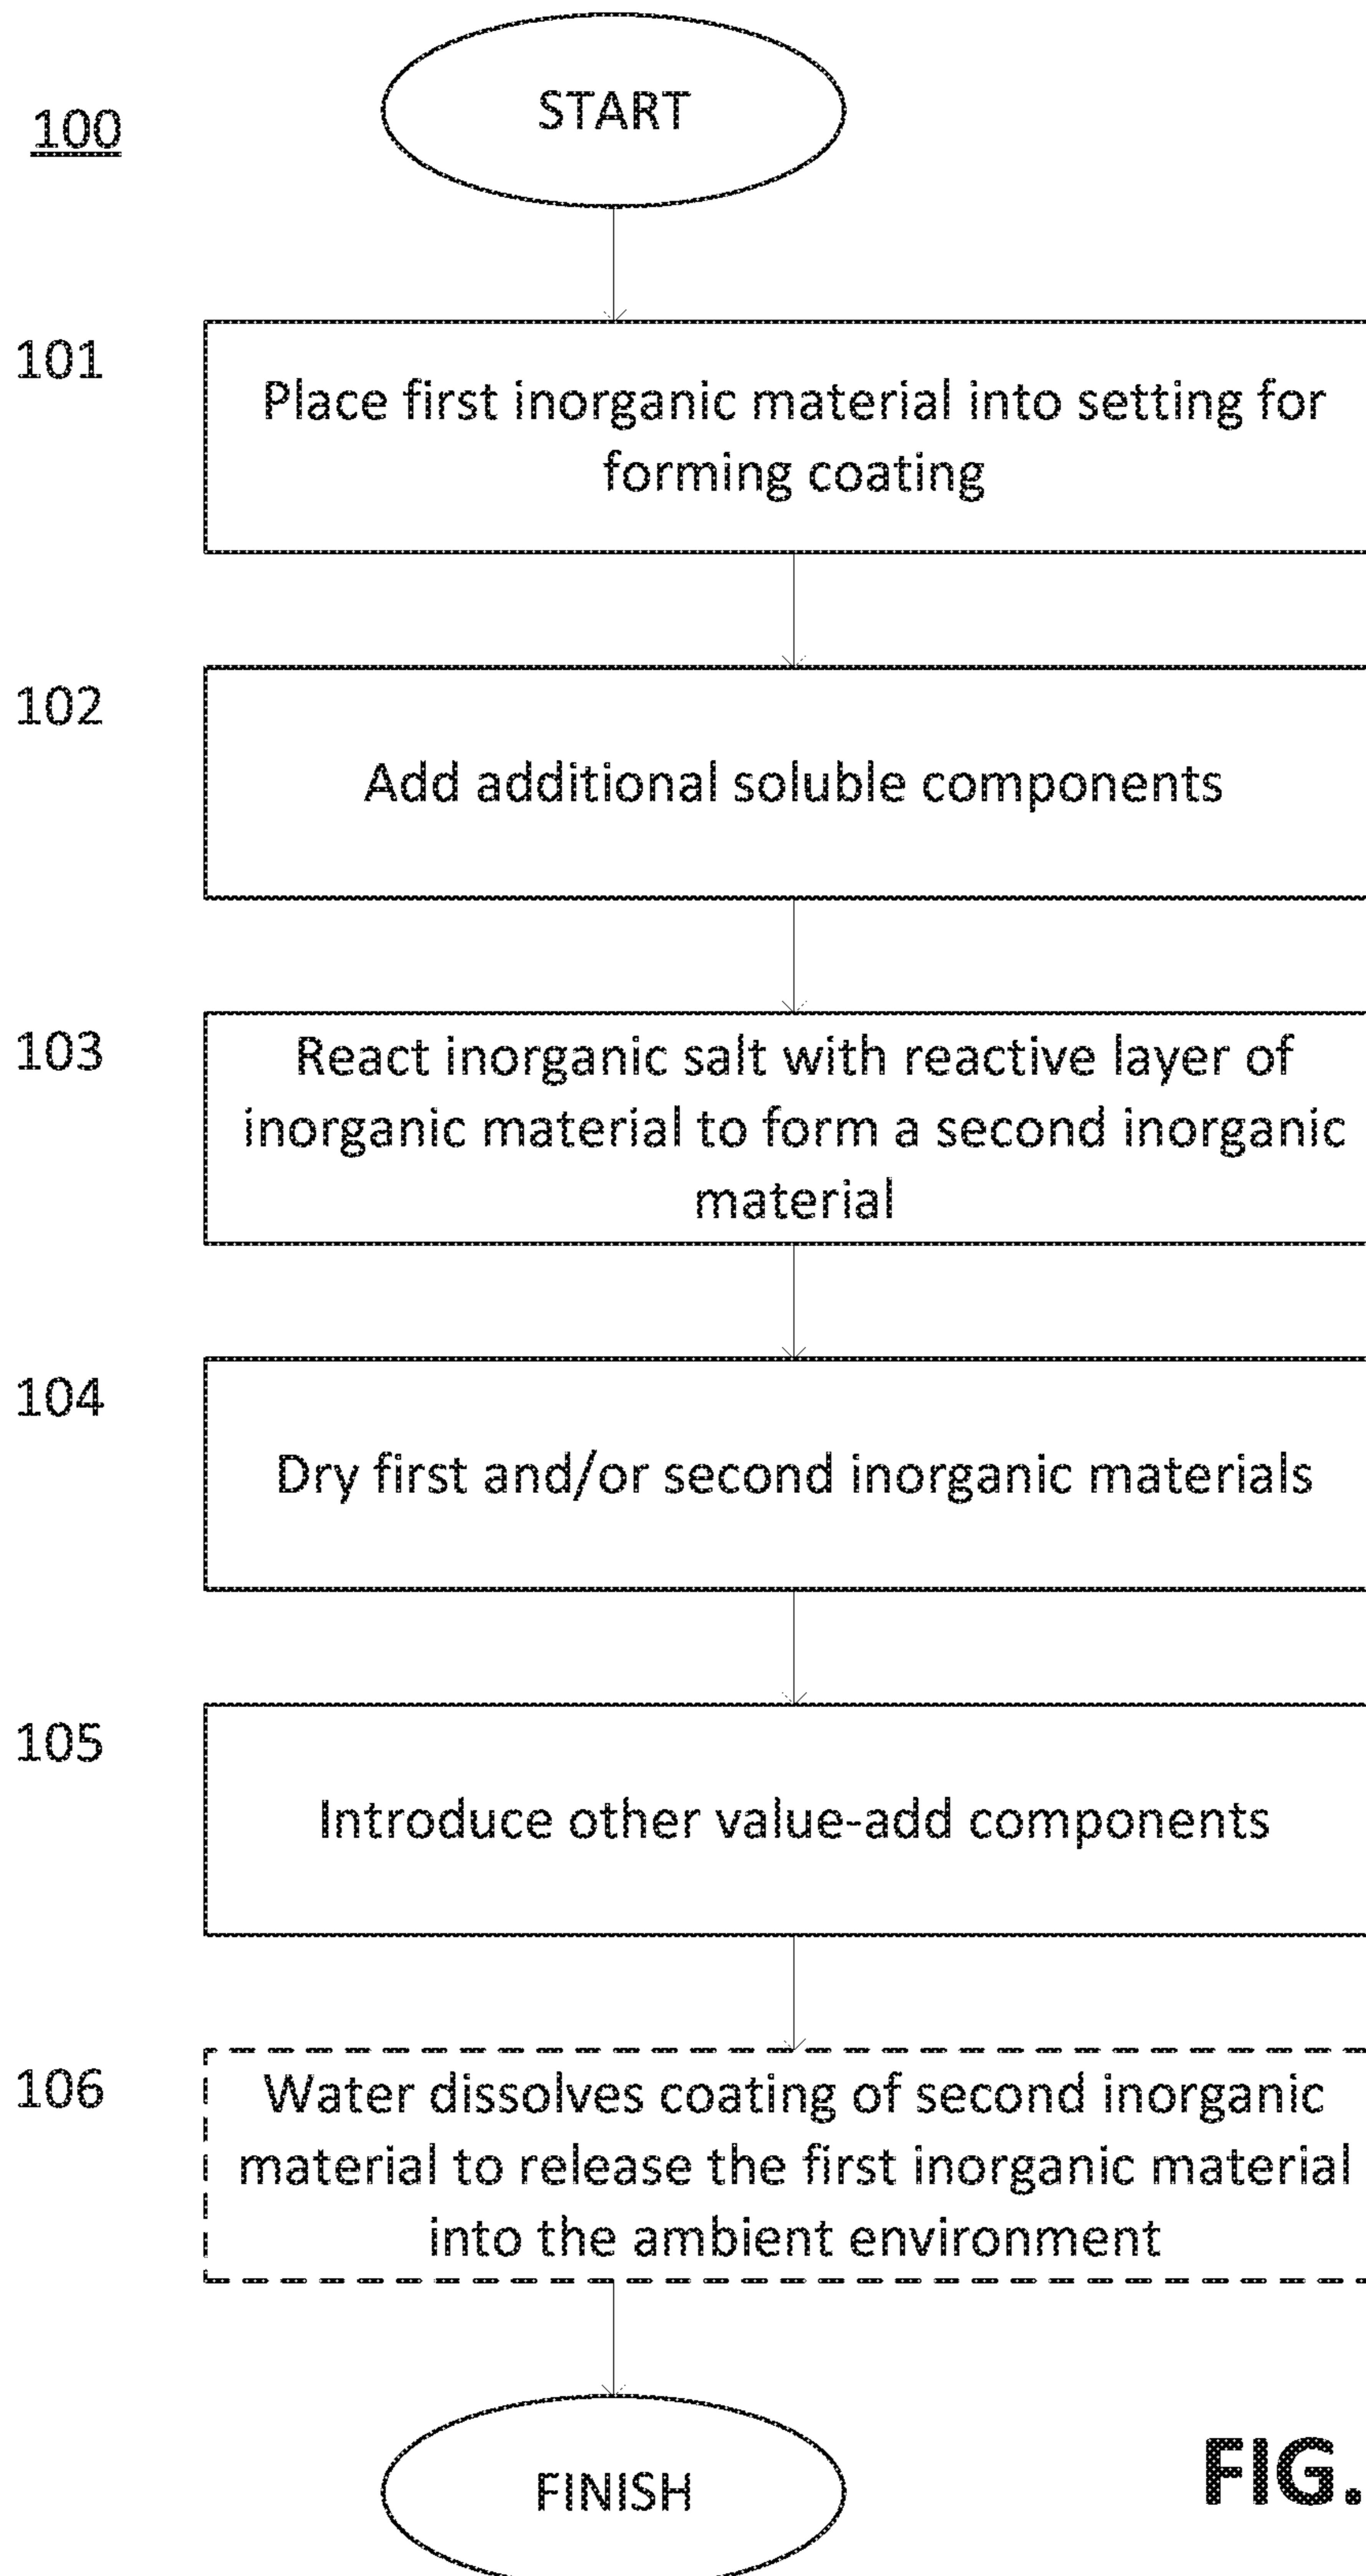 START
100
101
Place first inorganic material into setting for
forming coating
102
Add additional soluble components
103
React inorganic salt with reactive layer of
inorganic material to form a second inorganic
material
104
Dry first and/or second inorganic materials
105
Introduce other value-add components
106
Water dissolves coating of second inorganic
material to release the first inorganic material
into the ambient environment
FINISH
FIG.